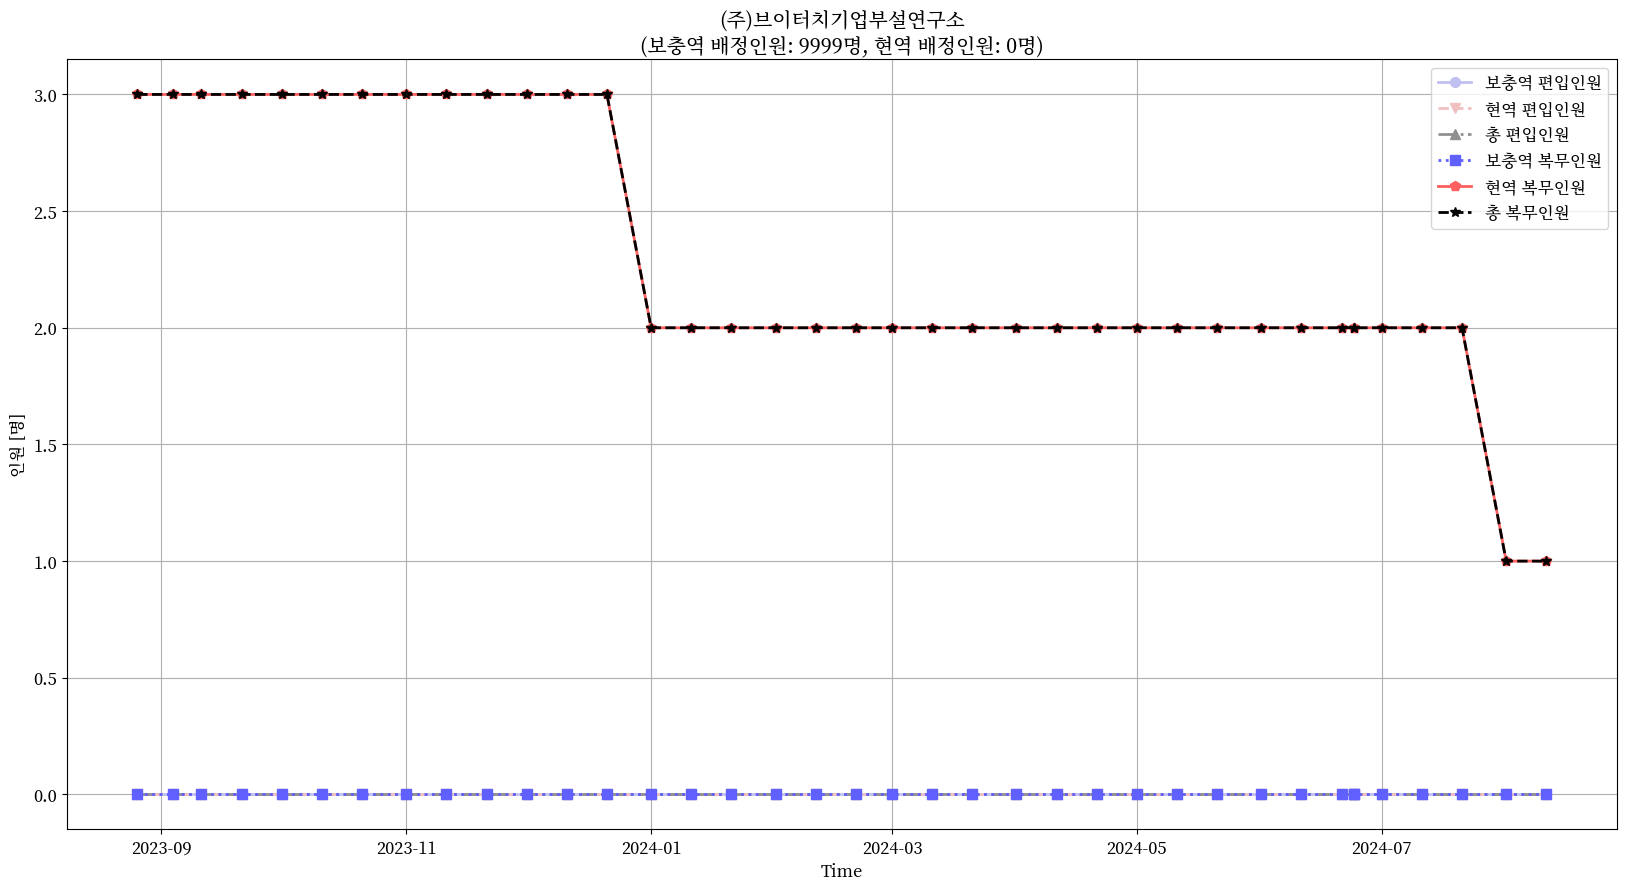 (주)브이터치기업부설연구소
(보충역 배정인원: 9999명, 현역 배정인원: 0명)
보충역 편입인원
현역 편입인원
총 편입인원
보충역 복무인원
현역 복무인원
총 복무인원
3.0
2.5
2.0
1.5
1.0
0.5
0.0
인원 [명]
2023-09
2023-11
2024-01
2024-03
2024-05
2024-07
Time